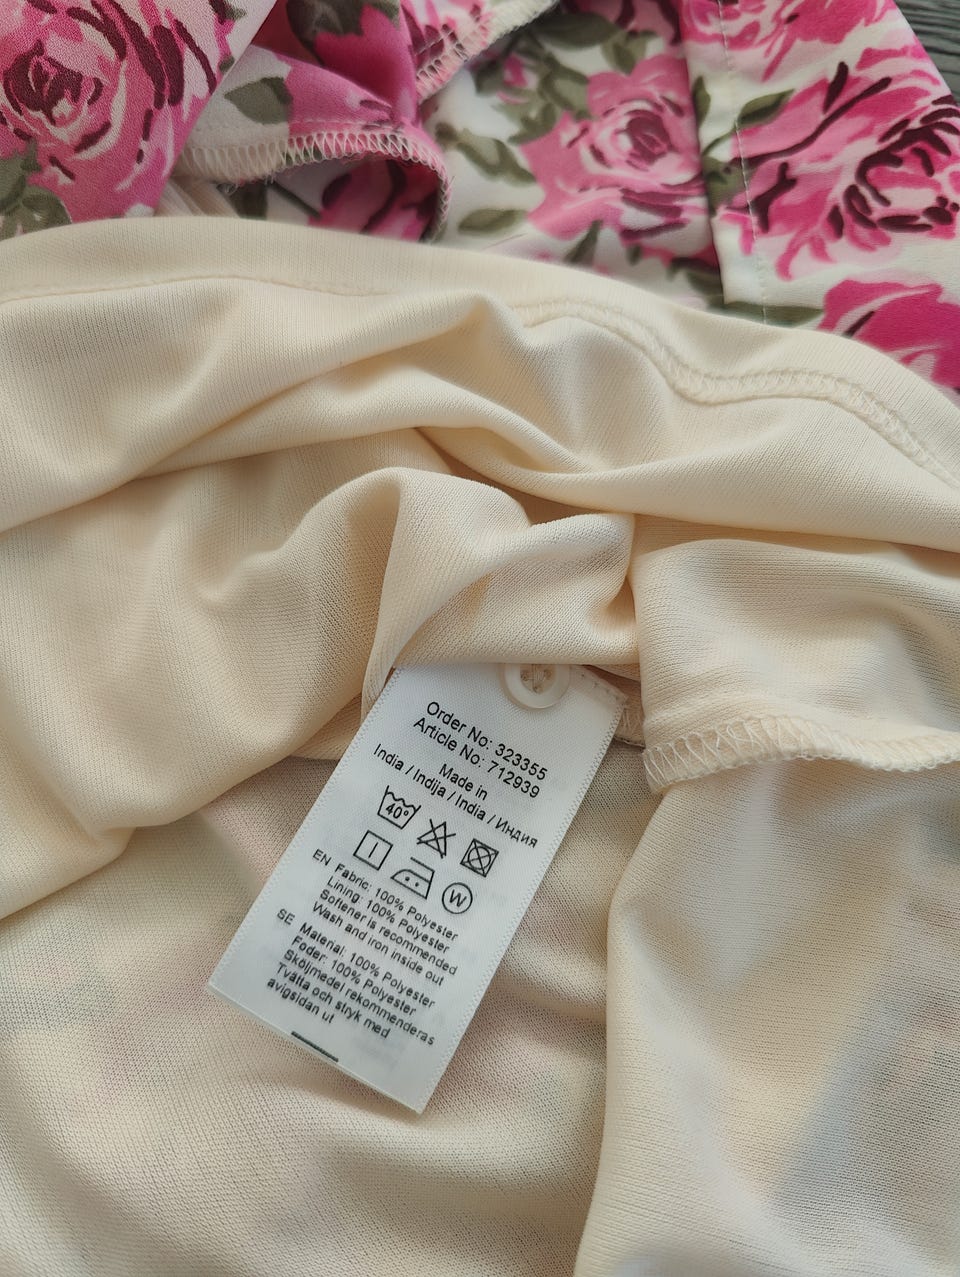 Order No: 323355
Article No: 712939
Made in
India / Indija / India / Индия
40°
W
EN Fabric: 100% Polyester
Lining: 100% Polyester
Softener is recommended
Wash and iron inside out
SE Material: 100% Polyester
Foder: 100% Polyester
Sköljmedel rekommenderas
Tvätta och stryk med
avigsidan ut